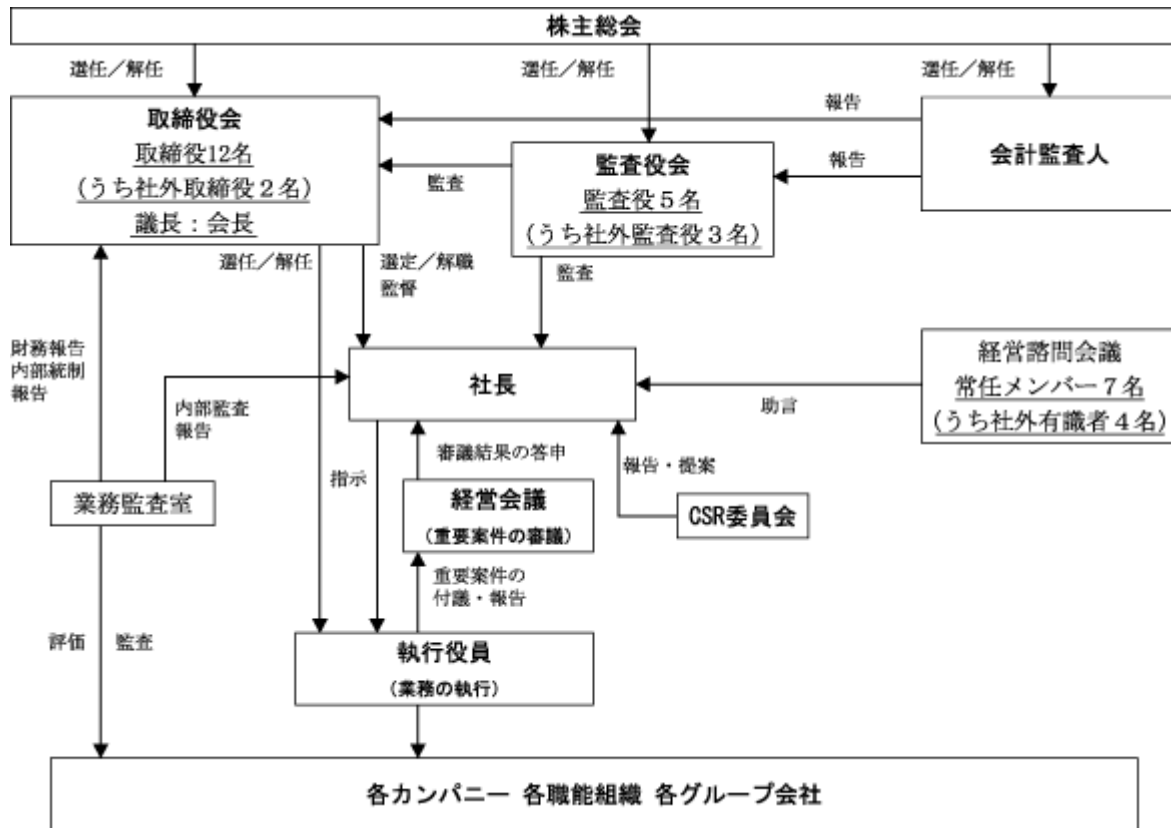 株主総会
選任／解任
選任／解任
選任／解任
取締役会
取締役12名
(うち社外取締役２名)
議長：会長
報告
監査
監査役会
監査役５名
(うち社外監査役３名)
報告
会計監査人
選任／解任
選定／解職
監督
監査
財務報告
内部統制
報告
内部監査
報告
社長
助言
経営諮問会議
常任メンバー７名
(うち社外有識者４名)
審議結果の答申
報告・提案
指示
業務監査室
経営会議
(重要案件の審議)
CSR委員会
重要案件の
付議・報告
評価
監査
執行役員
(業務の執行)
各カンパニー 各職能組織 各グループ会社